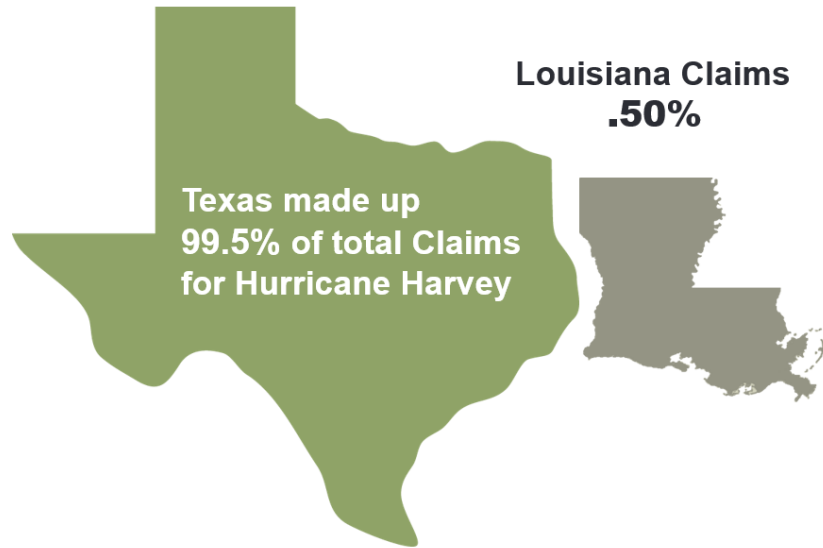 Louisiana Claims
.50%
Texas made up
99.5% of total Claims
for Hurricane Harvey